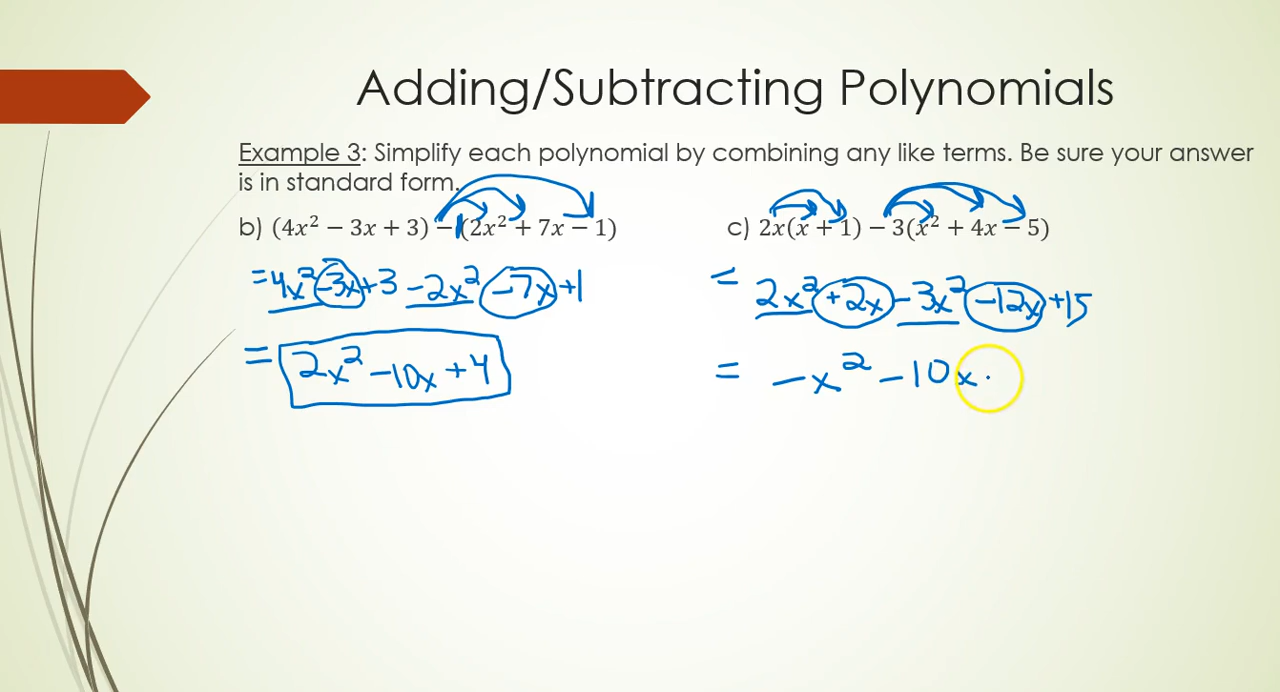 Adding/Subtracting Polynomials
Example 3: Simplify each polynomial by combining any like terms. Be sure your answer
is in standard form.
b) (4x² − 3x + 3) − 1(2x² + 7x − 1)
= 4x² − 3x + 3 − 2x² − 7x + 1
= 2x² − 10x + 4
c) 2x(x + 1) − 3(x² + 4x − 5)
= 2x² + 2x − 3x² − 12x + 15
= − x² − 10x